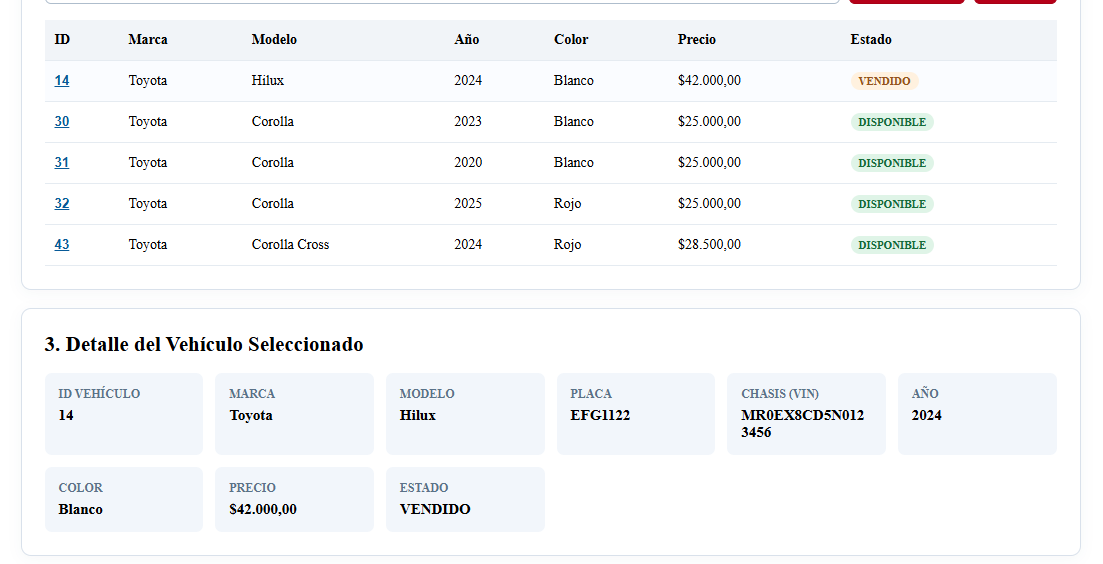 ID Marca Modelo Año Color Precio Estado
14 Toyota Hilux 2024 Blanco $42.000,00 VENDIDO
30 Toyota Corolla 2023 Blanco $25.000,00 DISPONIBLE
31 Toyota Corolla 2020 Blanco $25.000,00 DISPONIBLE
32 Toyota Corolla 2025 Rojo $25.000,00 DISPONIBLE
43 Toyota Corolla Cross 2024 Rojo $28.500,00 DISPONIBLE
3. Detalle del Vehículo Seleccionado
ID VEHÍCULO
14
MARCA
Toyota
MODELO
Hilux
PLACA
EFG1122
CHASIS (VIN)
MR0EX8CD5N012
3456
AÑO
2024
COLOR
Blanco
PRECIO
$42.000,00
ESTADO
VENDIDO